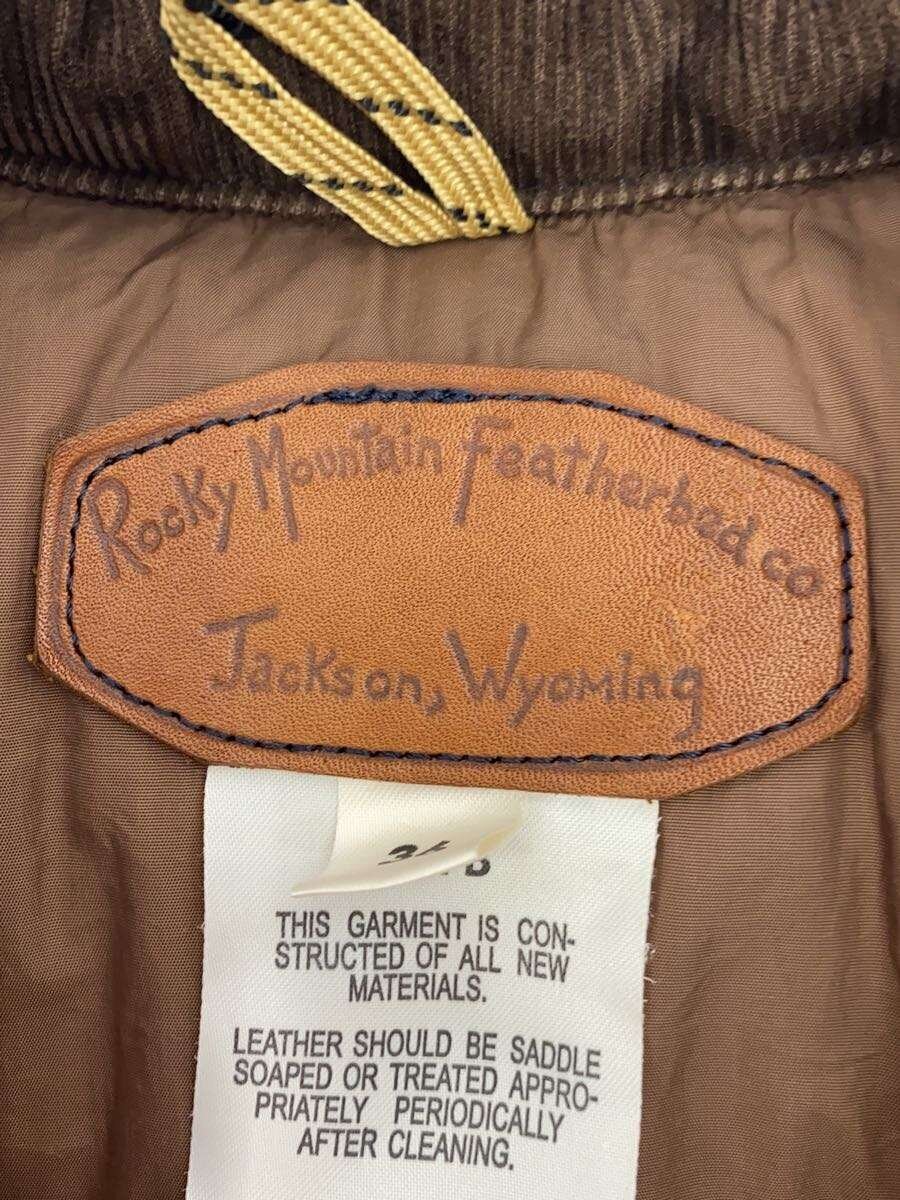 Rocky Mountain Featherbed co
Jackson, Wyoming
THIS GARMENT IS CON-
STRUCTED OF ALL NEW
MATERIALS.
LEATHER SHOULD BE SADDLE
SOAPED OR TREATED APPRO-
PRIATELY PERIODICALLY
AFTER CLEANING.